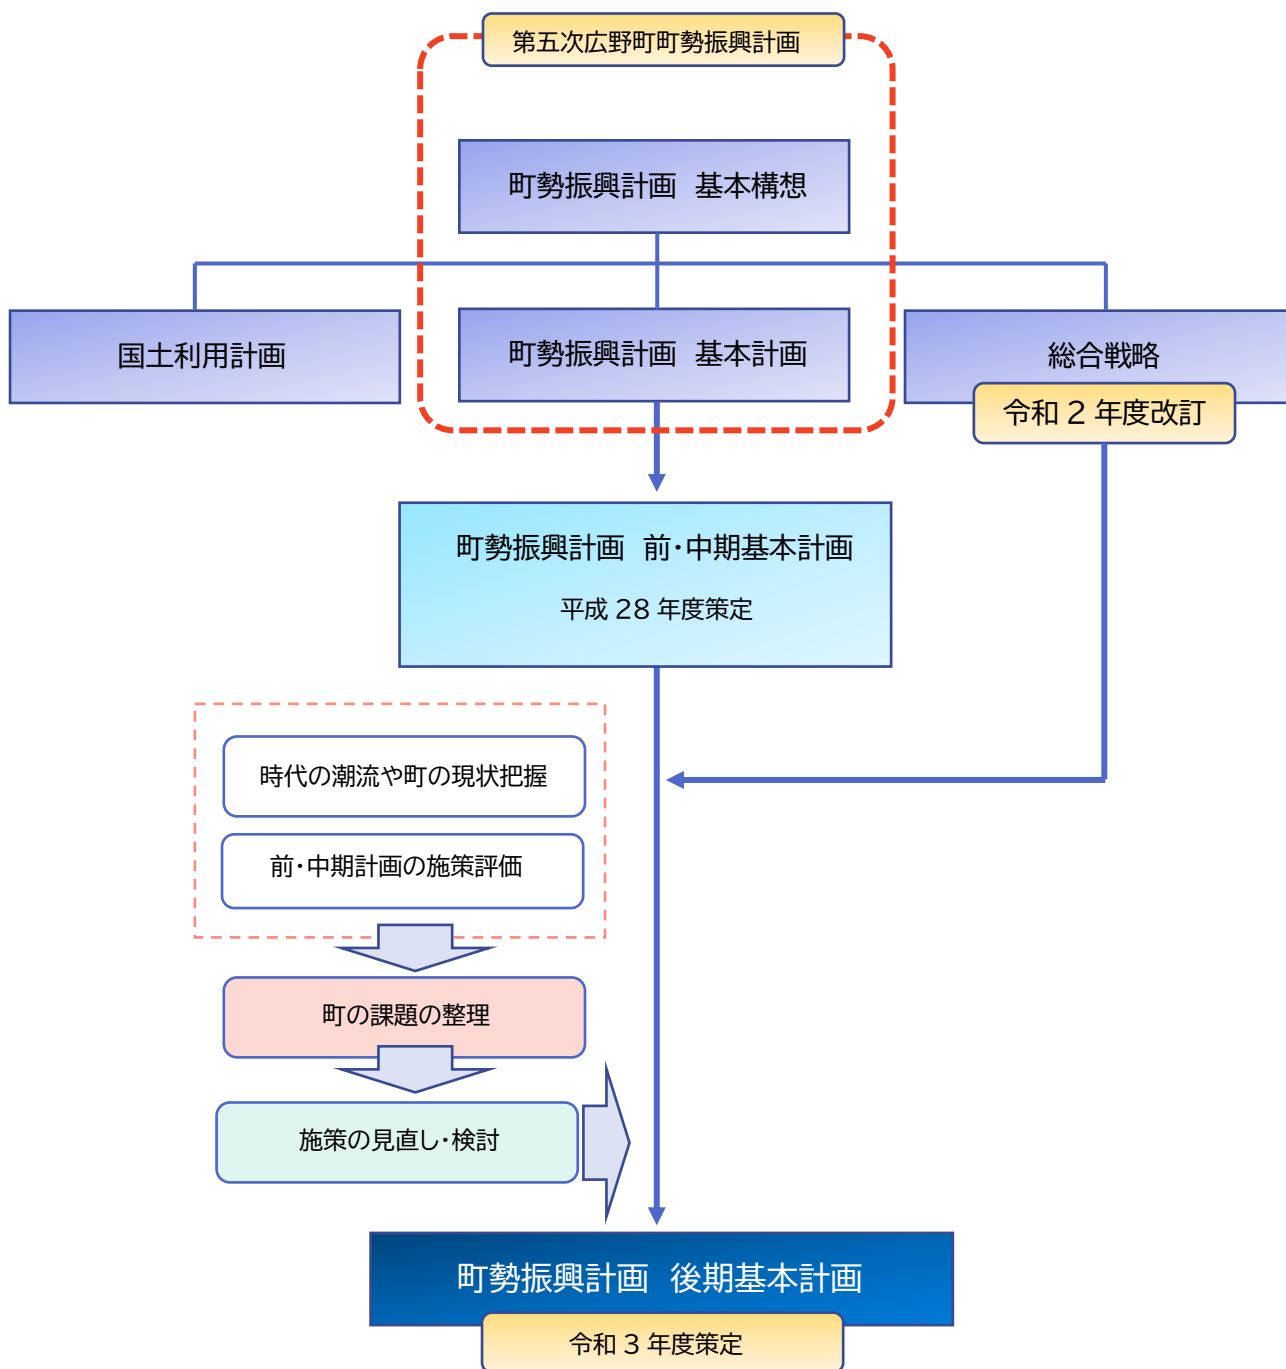 第五次広野町町勢振興計画
町勢振興計画　基本構想
国土利用計画
町勢振興計画　基本計画
総合戦略
令和 2 年度改訂
町勢振興計画　前・中期基本計画
平成 28 年度策定
時代の潮流や町の現状把握
前・中期計画の施策評価
町の課題の整理
施策の見直し・検討
町勢振興計画　後期基本計画
令和 3 年度策定